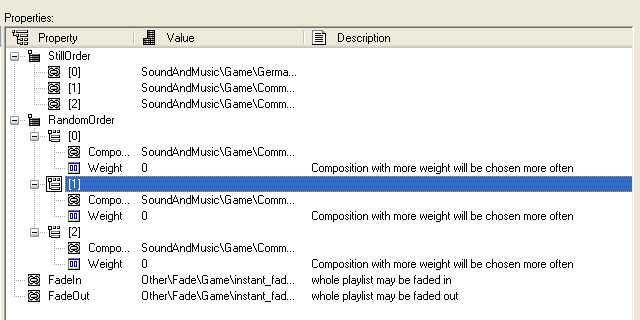 Properties:
Property Value Description
StillOrder
[0] SoundAndMusic\Game\Germa...
[1] SoundAndMusic\Game\Comm...
[2] SoundAndMusic\Game\Comm...
RandomOrder
[0]
Compo... SoundAndMusic\Game\Comm...
Weight 0 Composition with more weight will be chosen more often
[1]
Compo... SoundAndMusic\Game\Comm...
Weight 0 Composition with more weight will be chosen more often
[2]
Compo... SoundAndMusic\Game\Comm...
Weight 0 Composition with more weight will be chosen more often
FadeIn Other\Fade\Game\instant_fad... whole playlist may be faded in
FadeOut Other\Fade\Game\instant_fad... whole playlist may be faded out